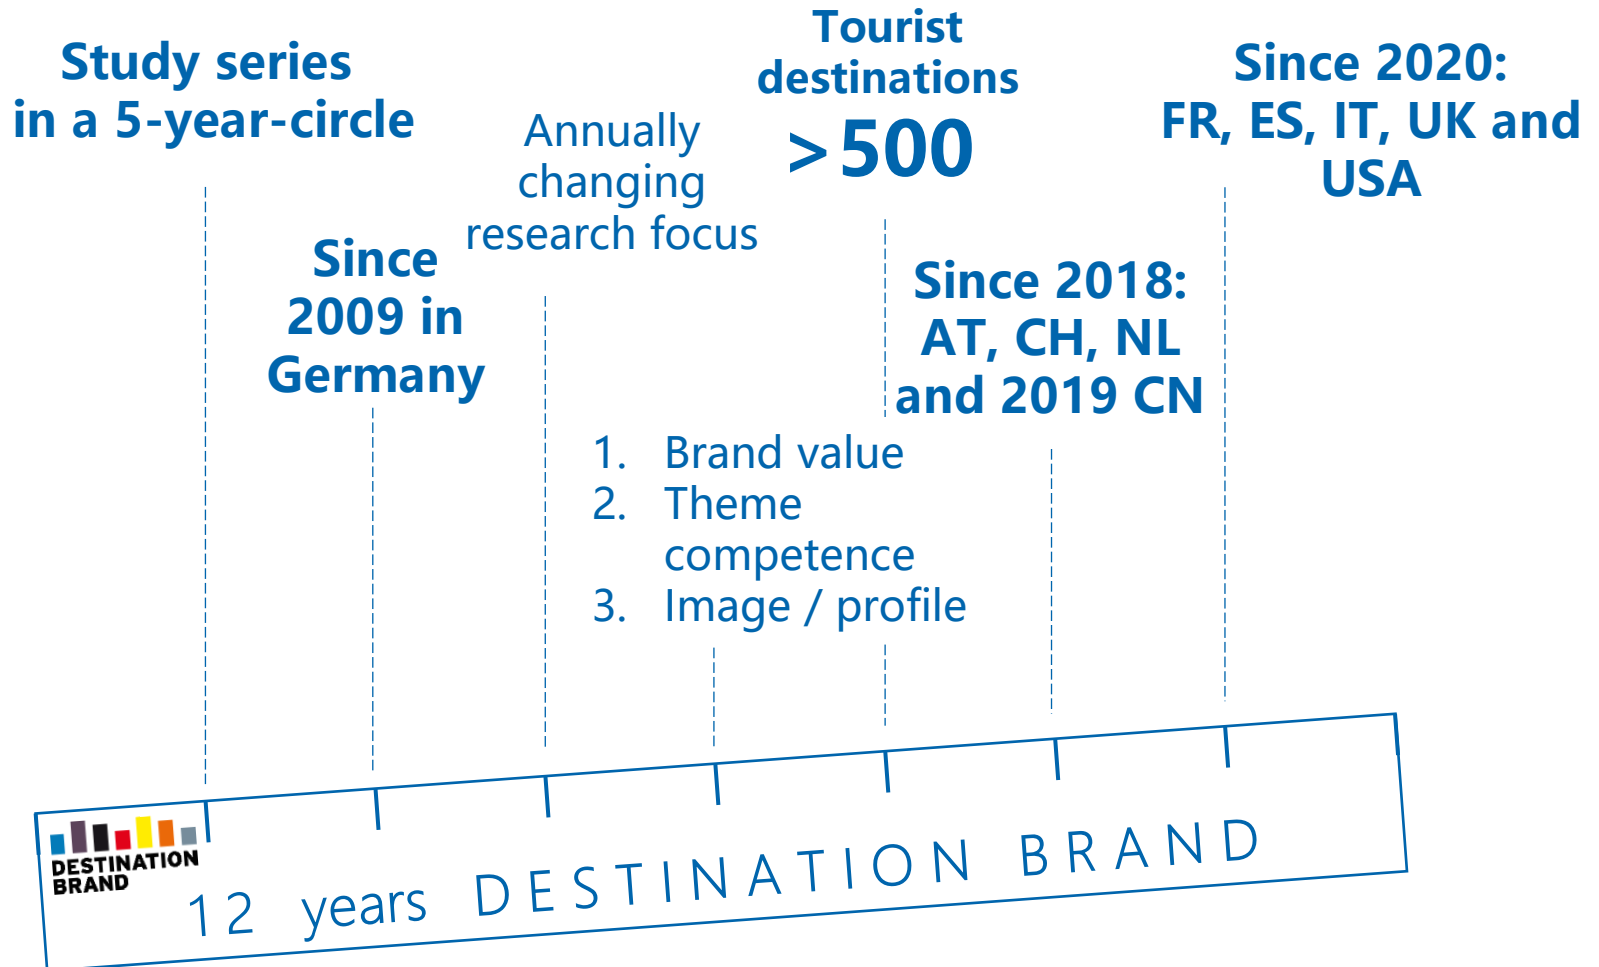 Study series
in a 5-year-circle
Since
2009 in
Germany
Annually
changing
research focus
Tourist
destinations
>500
1. Brand value
2. Theme
competence
3. Image / profile
Since 2018:
AT, CH, NL
and 2019 CN
Since 2020:
FR, ES, IT, UK and
USA
DESTINATION
BRAND
12 years DESTINATION BRAND